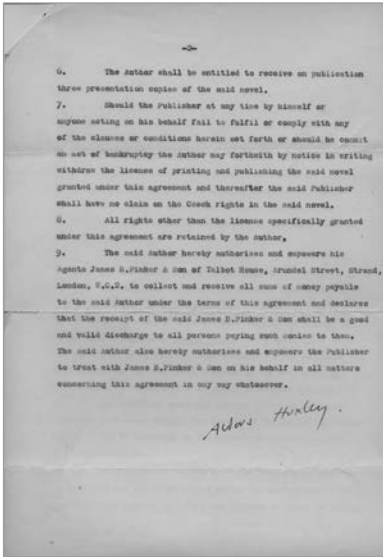 -2-
6. The Author shall be entitled to receive on publication
three presentation copies of the said novel.
7. Should the Publisher at any time by himself or
anyone acting on his behalf fail to fulfil or comply with any
of the clauses or conditions herein set forth or should he commit
an act of bankruptcy the Author may forthwith by notice in writing
withdraw the license of printing and publishing the said novel
granted under this agreement and thereafter the said Publisher
shall have no claim on the Czech rights in the said novel.
8. All rights other than the license specifically granted
under this agreement are retained by the Author.
9. The said Author hereby authorises and empowers his
Agents James B.Pinker & Son of Talbot House, Arundel Street, Strand,
London, W.C.2. to collect and receive all sums of money payable
to the said Author under the terms of this agreement and declares
that the receipt of the said James B.Pinker & Son shall be a good
and valid discharge to all persons paying such monies to them.
The said Author also hereby authorises and empowers the Publisher
to treat with James B.Pinker & Son on his behalf in all matters
concerning this agreement in any way whatsoever.
Aldous Huxley.